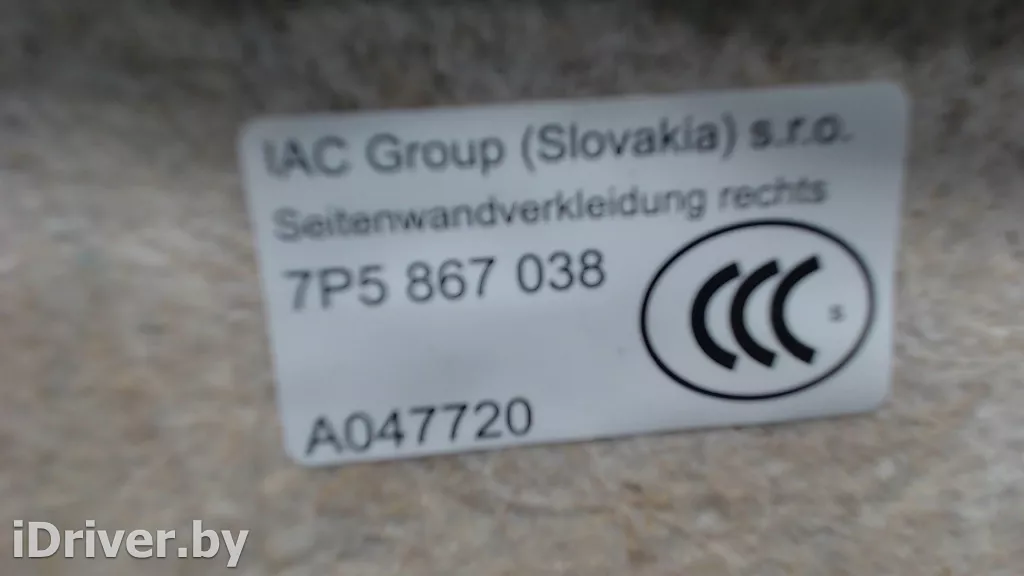 IAC Group (Slovakia) s.r.o.
Seitenwandverkleidung rechts
7P5 867 038
CCC S
A047720
iDriver.by